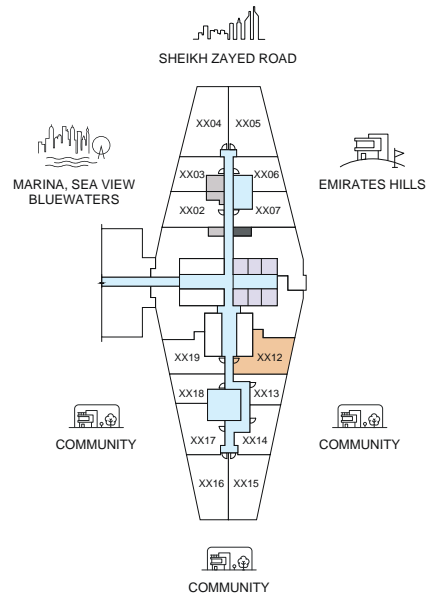 SHEIKH ZAYED ROAD
XX04
XX05
MARINA, SEA VIEW
BLUEWATERS
EMIRATES HILLS
XX03
XX06
XX02
XX07
XX19
XX12
XX18
XX13
COMMUNITY
COMMUNITY
XX17
XX14
XX16
XX15
COMMUNITY